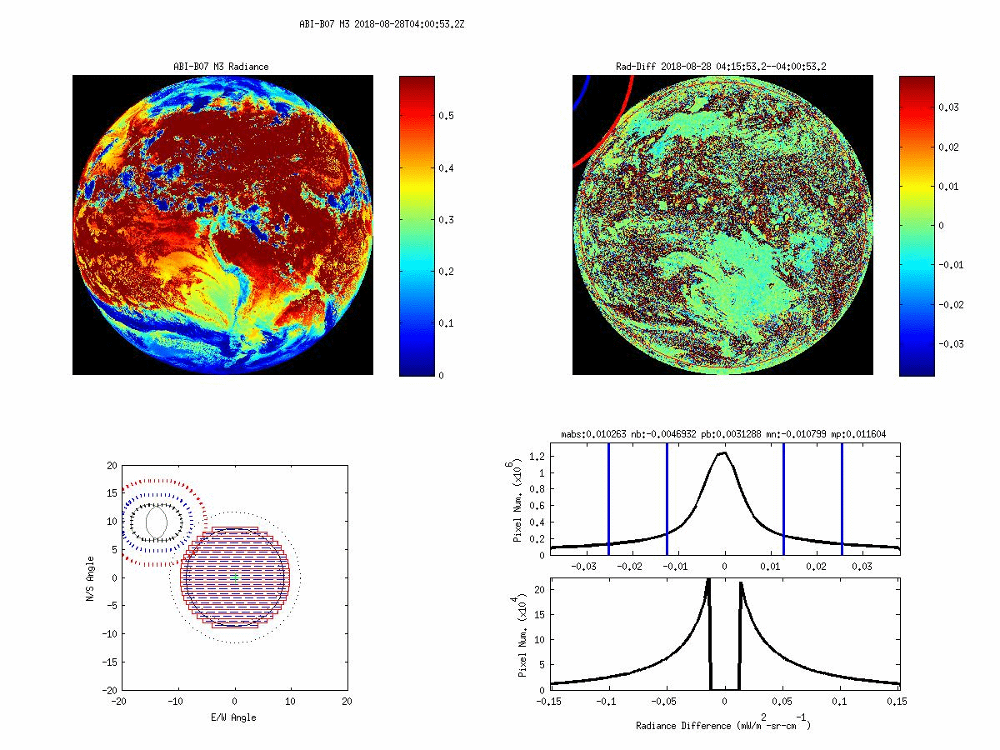 ABI-B07 M3 2018-08-28T04:00:53.2Z
ABI-B07 M3 Radiance
0.5
0.4
0.3
0.2
0.1
0
Rad-Diff 2018-08-28 04:15:53.2--04:00:53.2
0.03
0.02
0.01
0
-0.01
-0.02
-0.03
20
15
10
5
0
-5
-10
-15
-20
N/S Angle
-20 -10 0 10 20
E/W Angle
mabs:0.010263 nb:-0.0046932 pb:0.0031288 mn:-0.010799 mp:0.011604
1.2
1
0.8
0.6
0.4
0.2
0
Pixel Num. (x10^6)
-0.03 -0.02 -0.01 0 0.01 0.02 0.03
20
15
10
5
0
Pixel Num. (x10^4)
-0.15 -0.1 -0.05 0 0.05 0.1 0.15
Radiance Difference (mW/m^2-sr-cm^-1)